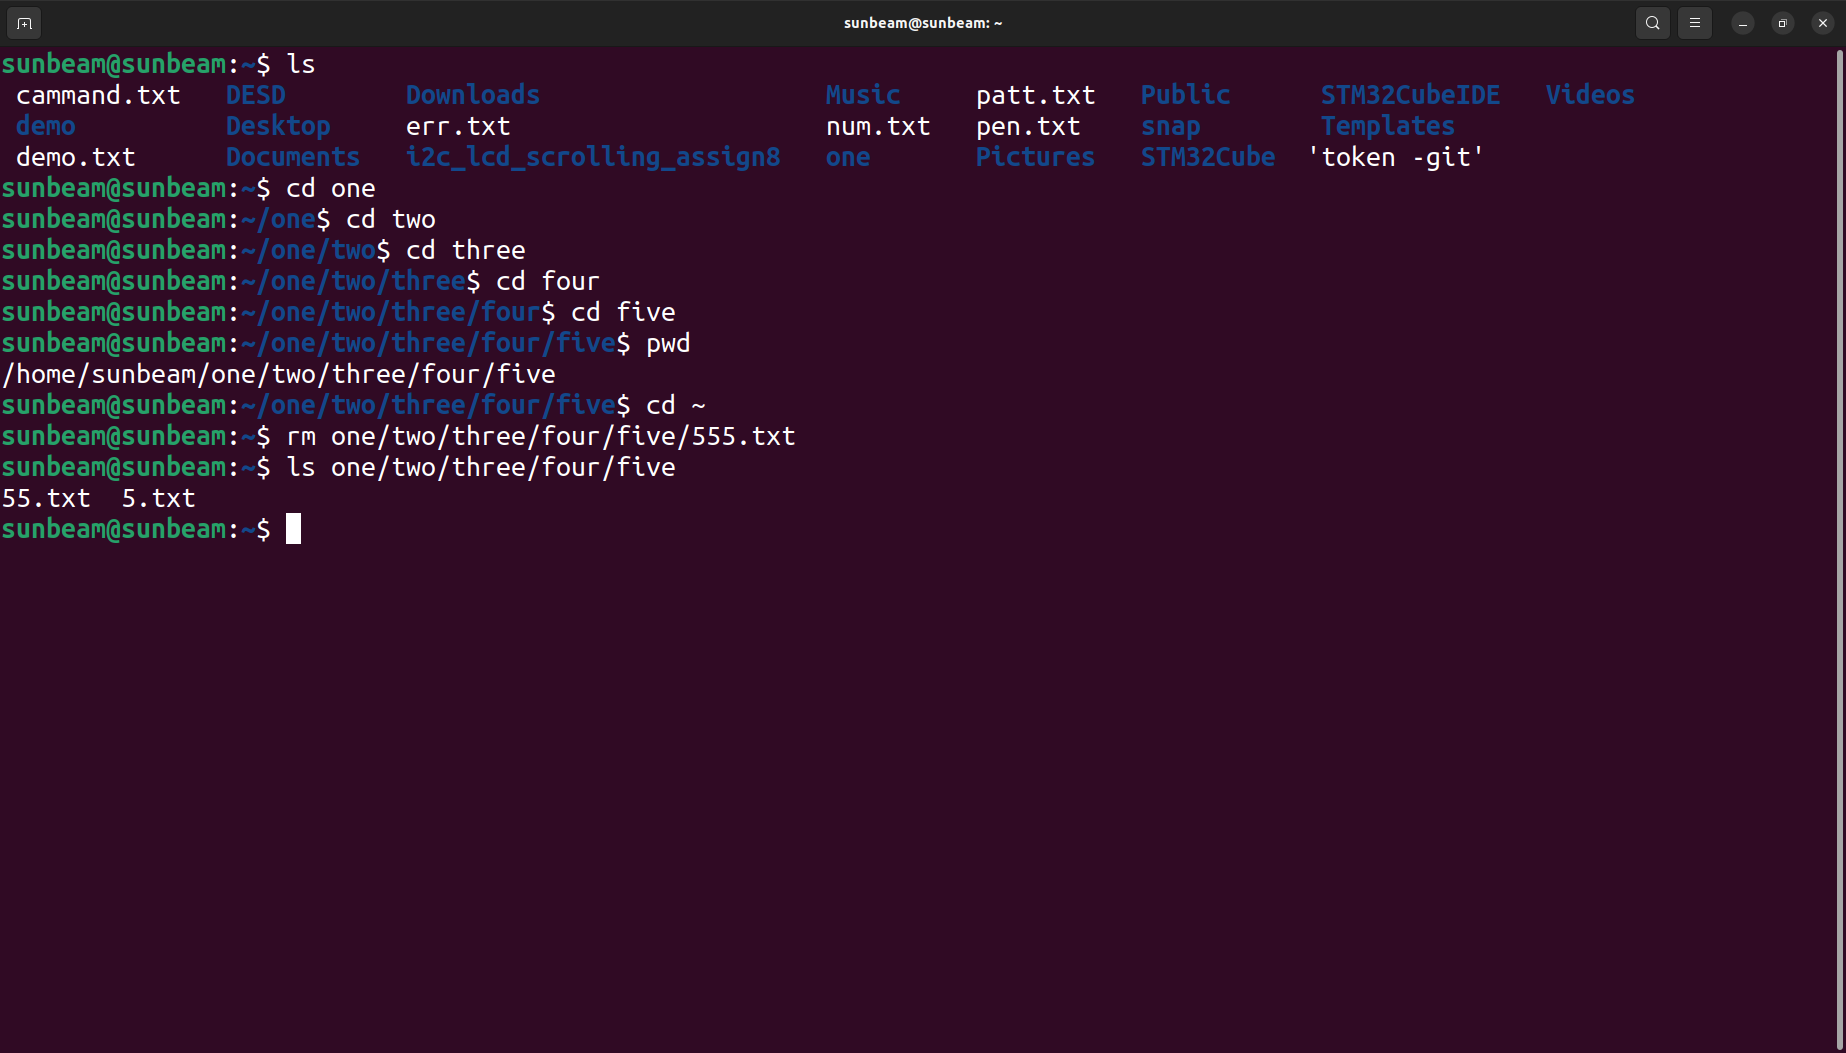 sunbeam@sunbeam: ~
sunbeam@sunbeam:~$ ls
cammand.txt   DESD        Downloads                   Music     patt.txt   Public      STM32CubeIDE   Videos
demo          Desktop     err.txt                     num.txt   pen.txt    snap        Templates
demo.txt      Documents   i2c_lcd_scrolling_assign8   one       Pictures   STM32Cube  'token -git'
sunbeam@sunbeam:~$ cd one
sunbeam@sunbeam:~/one$ cd two
sunbeam@sunbeam:~/one/two$ cd three
sunbeam@sunbeam:~/one/two/three$ cd four
sunbeam@sunbeam:~/one/two/three/four$ cd five
sunbeam@sunbeam:~/one/two/three/four/five$ pwd
/home/sunbeam/one/two/three/four/five
sunbeam@sunbeam:~/one/two/three/four/five$ cd ~
sunbeam@sunbeam:~$ rm one/two/three/four/five/555.txt
sunbeam@sunbeam:~$ ls one/two/three/four/five
55.txt  5.txt
sunbeam@sunbeam:~$